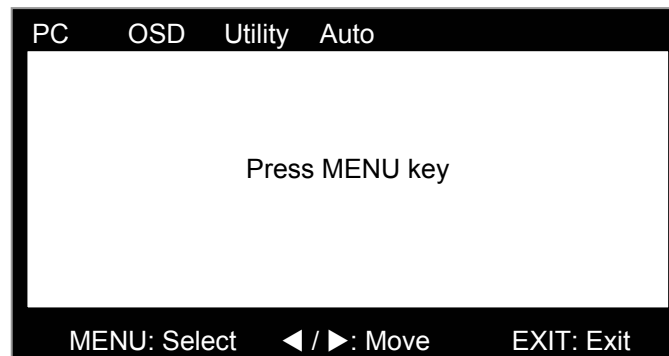 PC OSD Utility Auto
Press MENU key
MENU: Select ◀ / ▶: Move EXIT: Exit